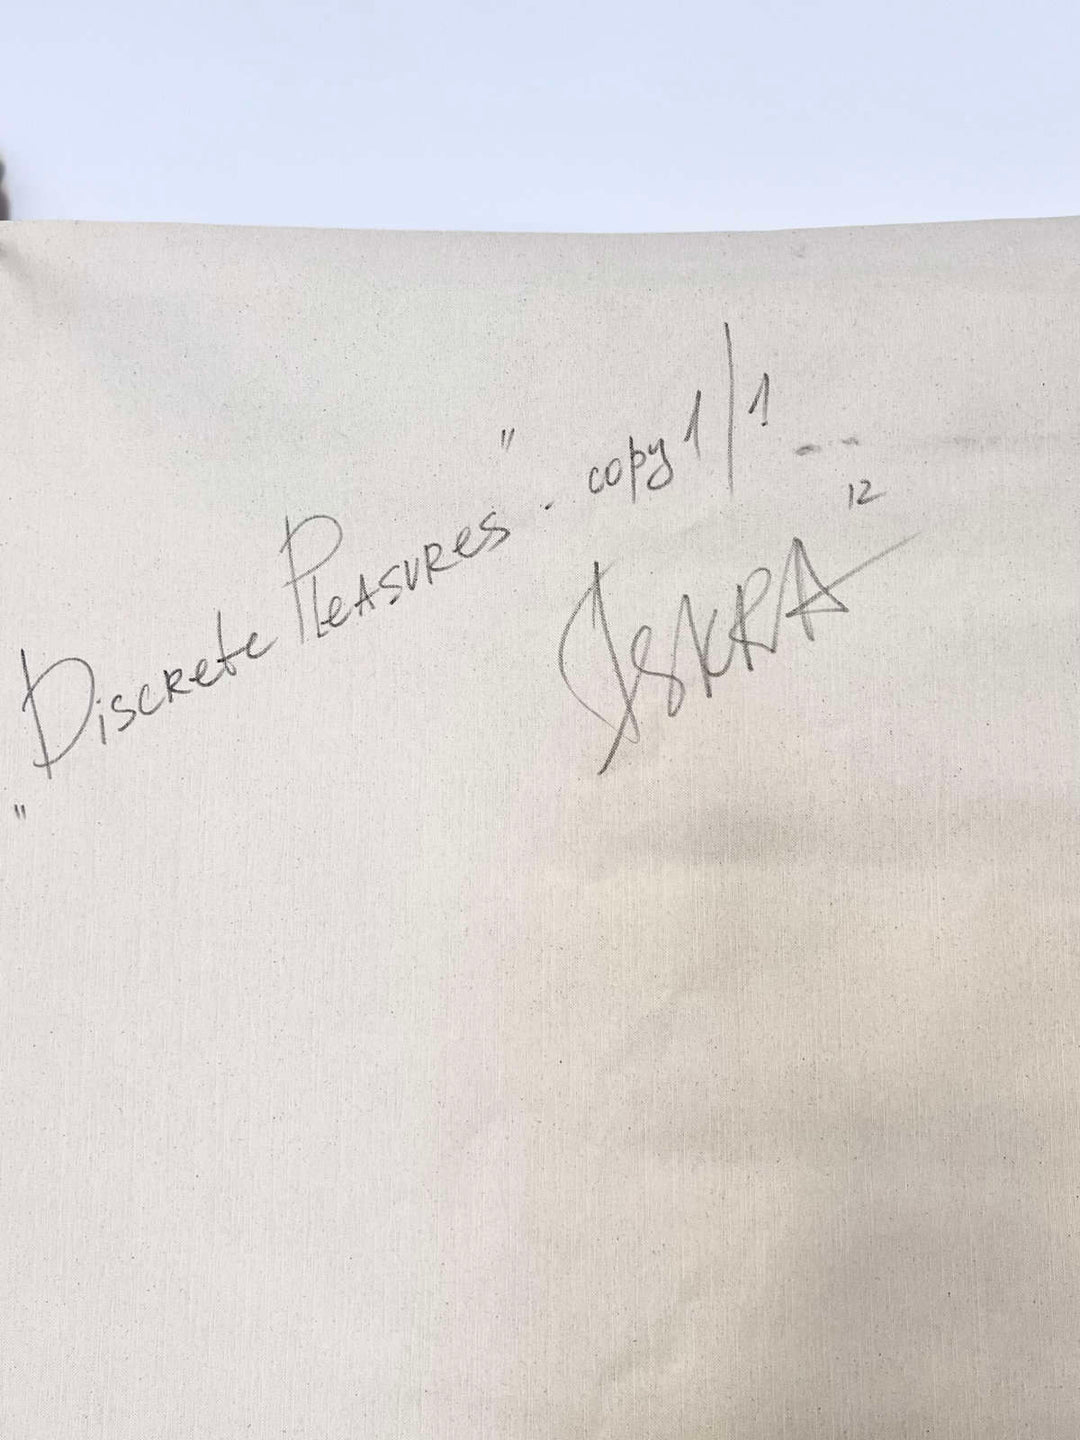 "Discrete Pleasures" - copy 1/1
ISKRA 12